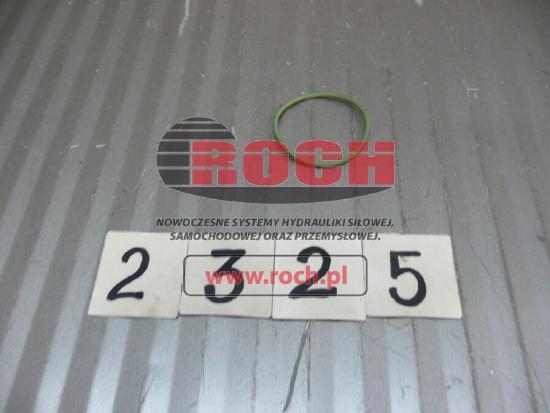 ROCH
NOWOCZESNE SYSTEMY HYDRAULIKI SIŁOWEJ,
SAMOCHODOWEJ ORAZ PRZEMYSŁOWEJ.
2 3 2 5
www.roch.pl